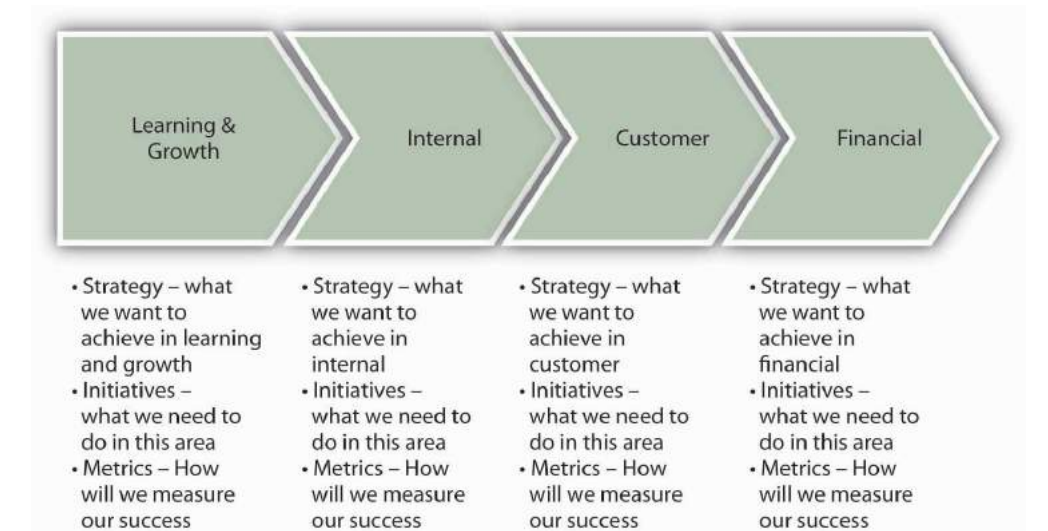 Learning &
Growth
Internal
Customer
Financial
• Strategy – what
we want to
achieve in learning
and growth
• Initiatives –
what we need to
do in this area
• Metrics – How
will we measure
our success
• Strategy – what
we want to
achieve in
internal
• Initiatives –
what we need to
do in this area
• Metrics – How
will we measure
our success
• Strategy – what
we want to
achieve in
customer
• Initiatives –
what we need to
do in this area
• Metrics – How
will we measure
our success
• Strategy – what
we want to
achieve in
financial
• Initiatives –
what we need to
do in this area
• Metrics – How
will we measure
our success